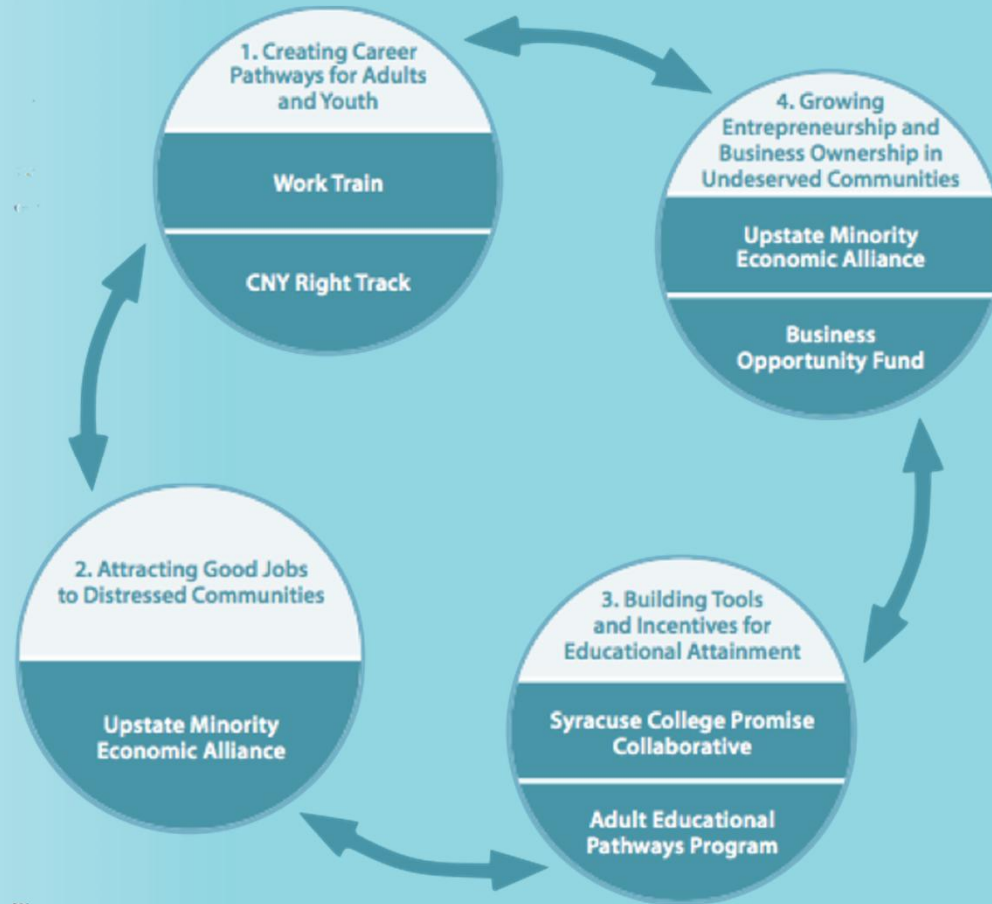 1. Creating Career
Pathways for Adults
and Youth
Work Train
CNY Right Track
2. Attracting Good Jobs
to Distressed Communities
Upstate Minority
Economic Alliance
3. Building Tools
and Incentives for
Educational Attainment
Syracuse College Promise
Collaborative
Adult Educational
Pathways Program
4. Growing
Entrepreneurship and
Business Ownership in
Undeserved Communities
Upstate Minority
Economic Alliance
Business
Opportunity Fund